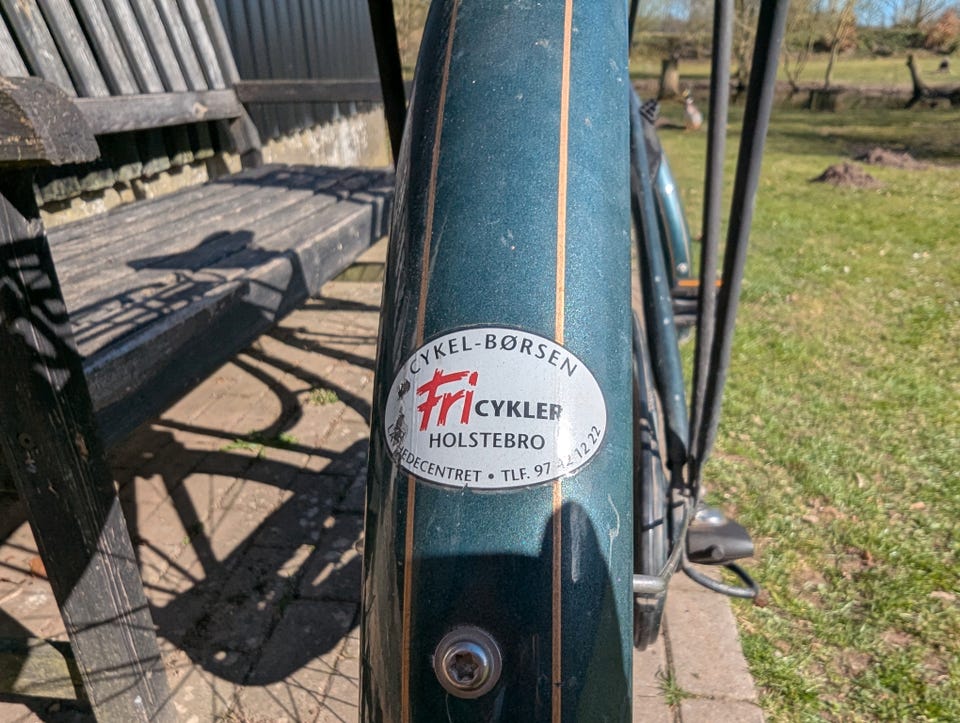 CYKEL-BØRSEN
Fri CYKLER
HOLSTEBRO
• TLF. 97 42 12 22